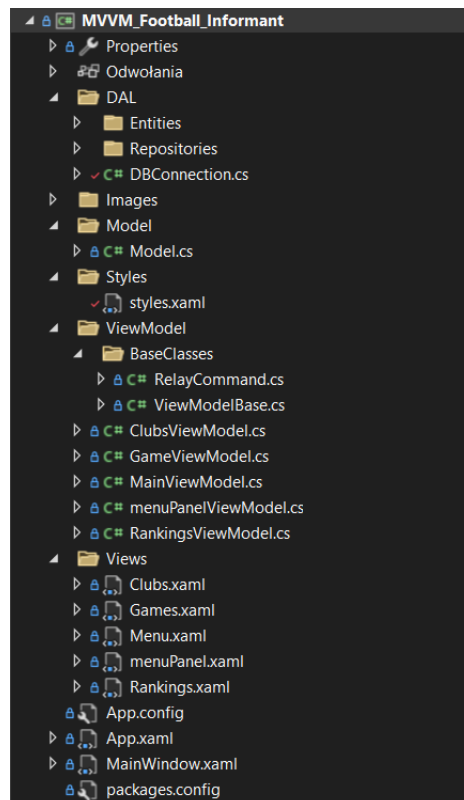 MVVM_Football_Informant
Properties
Odwołania
DAL
Entities
Repositories
C# DBConnection.cs
Images
Model
C# Model.cs
Styles
styles.xaml
ViewModel
BaseClasses
C# RelayCommand.cs
C# ViewModelBase.cs
C# ClubsViewModel.cs
C# GameViewModel.cs
C# MainViewModel.cs
C# menuPanelViewModel.cs
C# RankingsViewModel.cs
Views
Clubs.xaml
Games.xaml
Menu.xaml
menuPanel.xaml
Rankings.xaml
App.config
App.xaml
MainWindow.xaml
packages.config